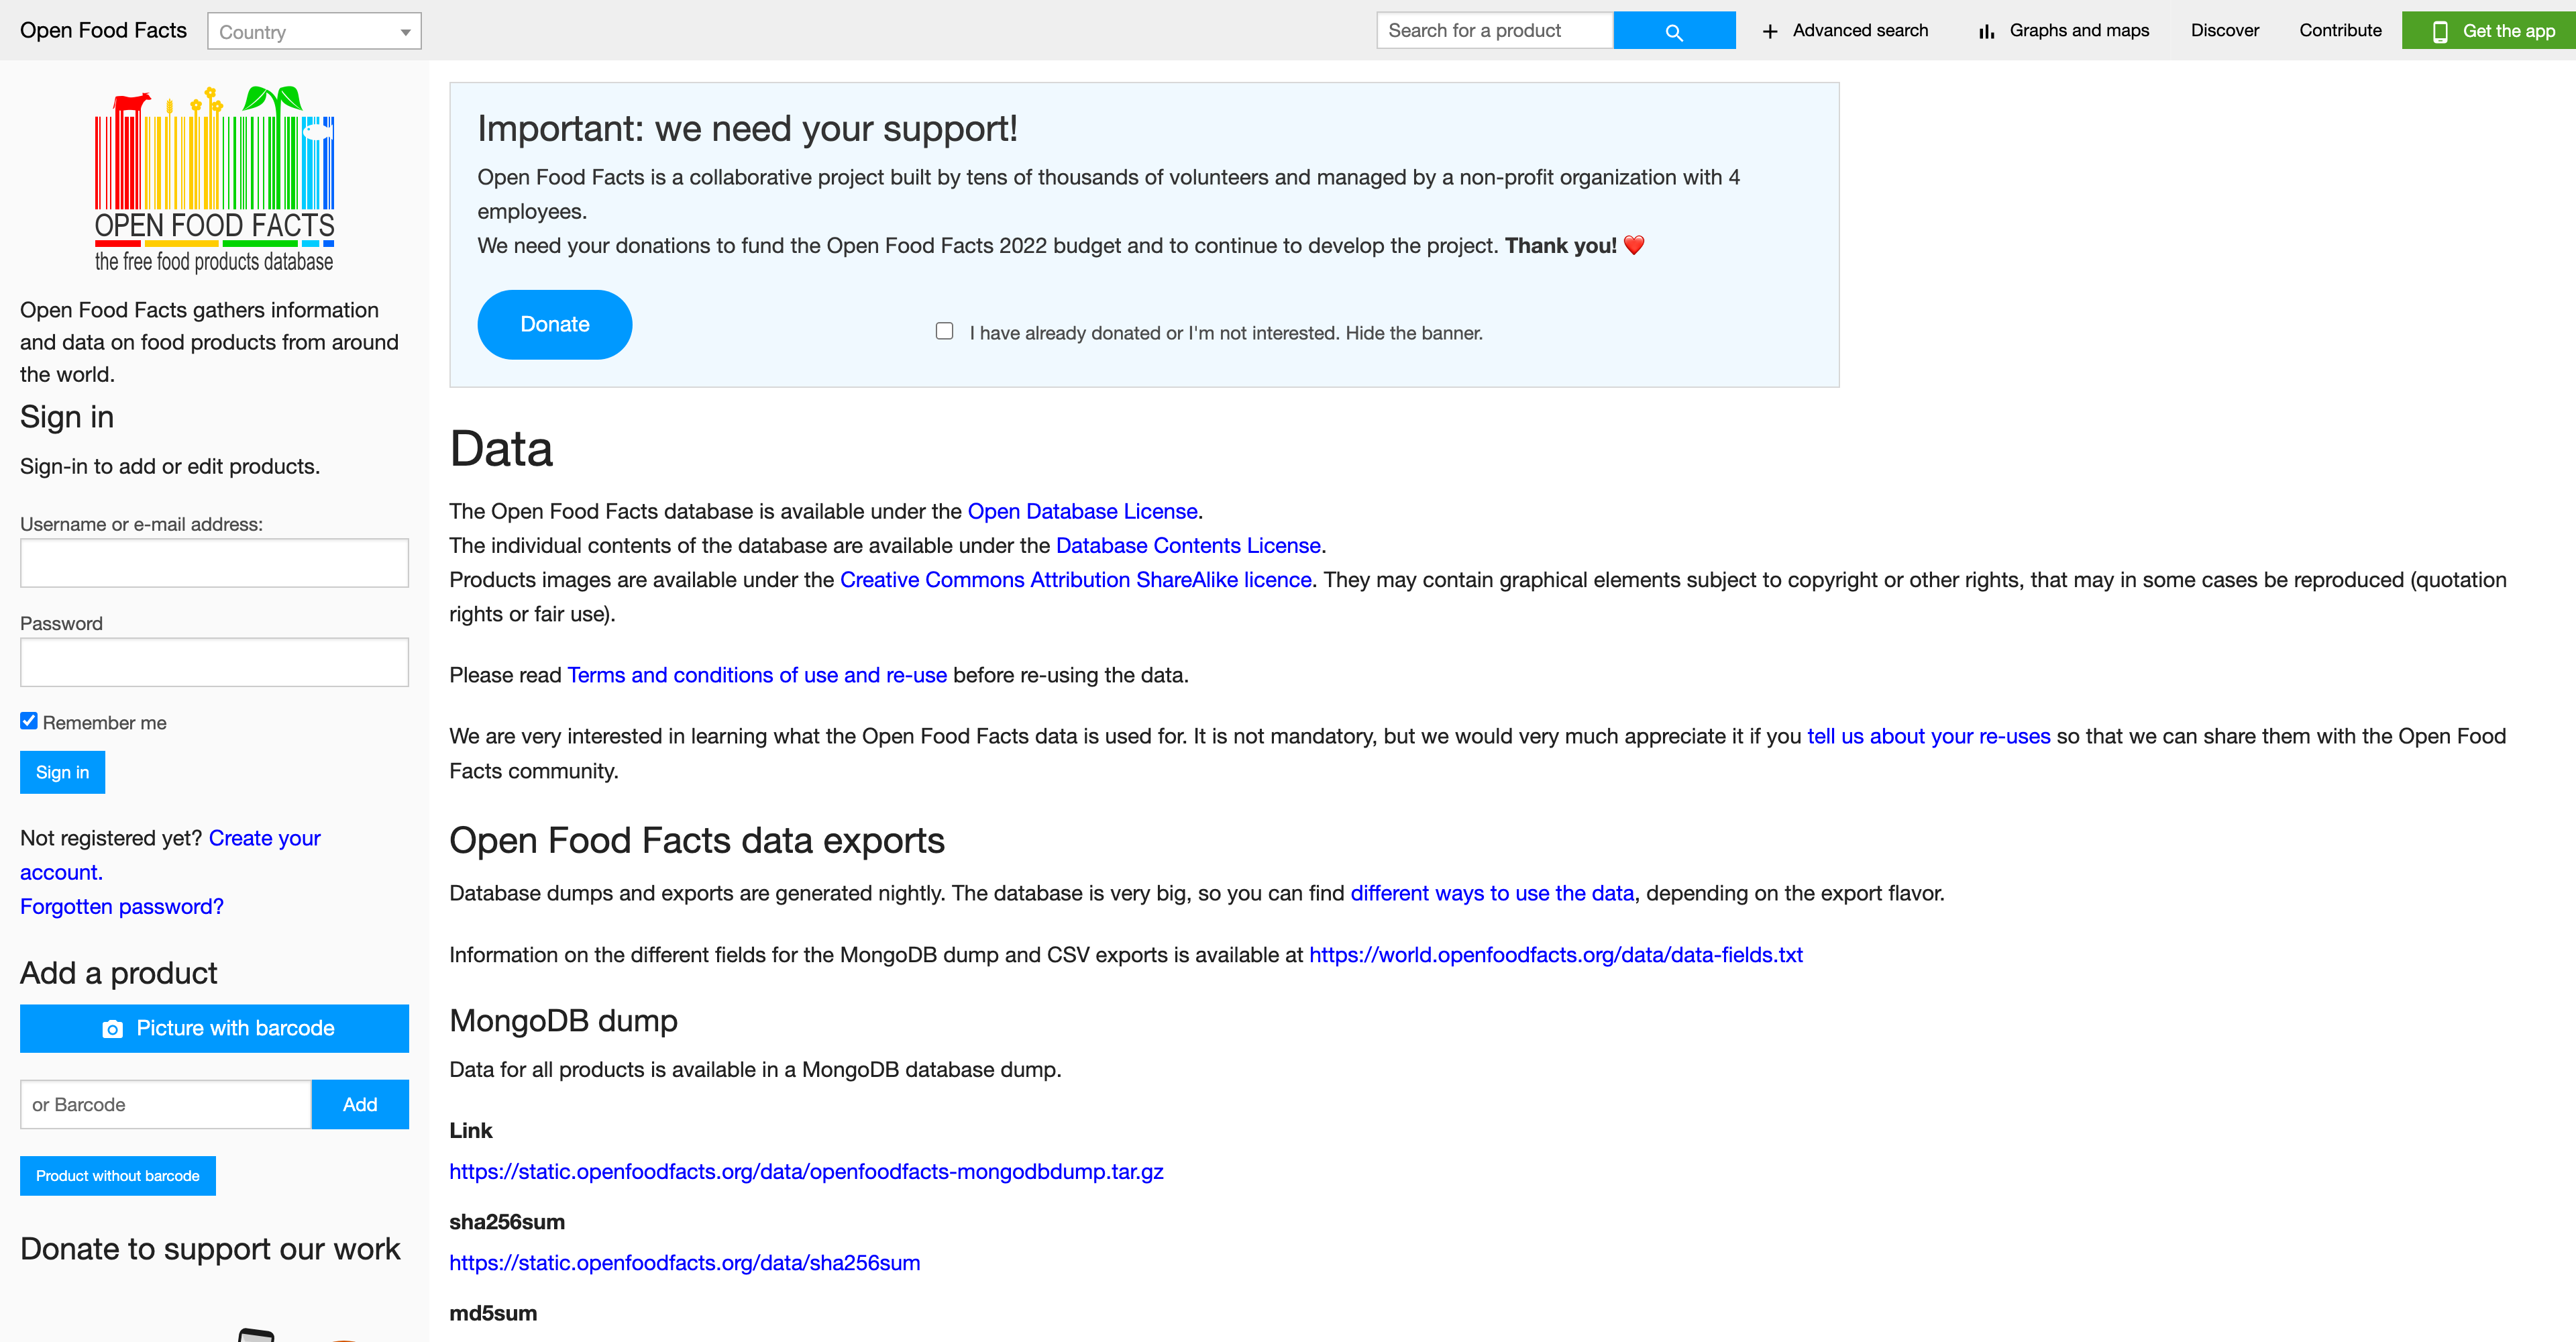 Open Food Facts
Country
Search for a product
Advanced search
Graphs and maps
Discover
Contribute
Get the app
OPEN FOOD FACTS
the free food products database
Open Food Facts gathers information
and data on food products from around
the world.
Sign in
Sign-in to add or edit products.
Username or e-mail address:
Password
Remember me
Sign in
Not registered yet? Create your
account.
Forgotten password?
Add a product
Picture with barcode
or Barcode
Add
Product without barcode
Donate to support our work
Important: we need your support!
Open Food Facts is a collaborative project built by tens of thousands of volunteers and managed by a non-profit organization with 4
employees.
We need your donations to fund the Open Food Facts 2022 budget and to continue to develop the project. Thank you! ❤️
Donate
I have already donated or I'm not interested. Hide the banner.
Data
The Open Food Facts database is available under the Open Database License.
The individual contents of the database are available under the Database Contents License.
Products images are available under the Creative Commons Attribution ShareAlike licence. They may contain graphical elements subject to copyright or other rights, that may in some cases be reproduced (quotation
rights or fair use).
Please read Terms and conditions of use and re-use before re-using the data.
We are very interested in learning what the Open Food Facts data is used for. It is not mandatory, but we would very much appreciate it if you tell us about your re-uses so that we can share them with the Open Food
Facts community.
Open Food Facts data exports
Database dumps and exports are generated nightly. The database is very big, so you can find different ways to use the data, depending on the export flavor.
Information on the different fields for the MongoDB dump and CSV exports is available at https://world.openfoodfacts.org/data/data-fields.txt
MongoDB dump
Data for all products is available in a MongoDB database dump.
Link
https://static.openfoodfacts.org/data/openfoodfacts-mongodbdump.tar.gz
sha256sum
https://static.openfoodfacts.org/data/sha256sum
md5sum